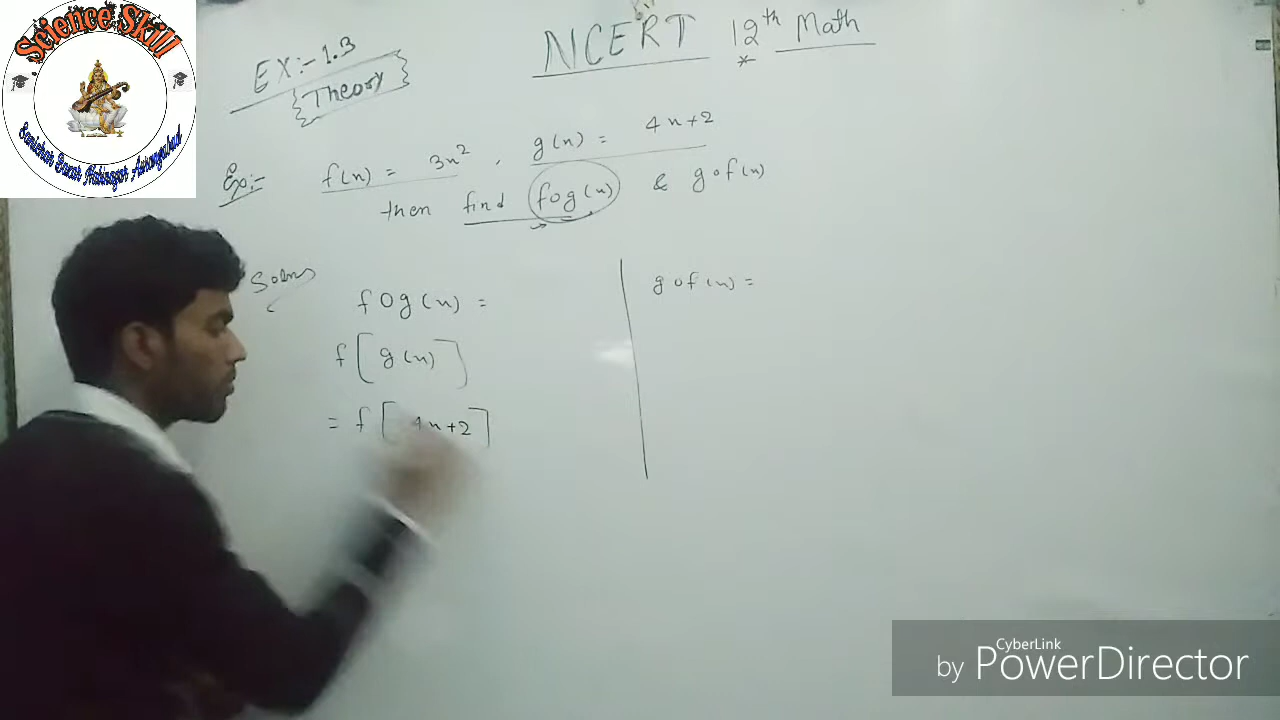 Science Skill
EX:- 1.3
{Theory}
NCERT 12th Math
Ex:- f(x) = 3x², g(x) = 4x+2
then find fog(x) & gof(x)
Soln
fog(x) =
f[g(x)]
= f[4x+2]
gof(x) =
CyberLink
by PowerDirector